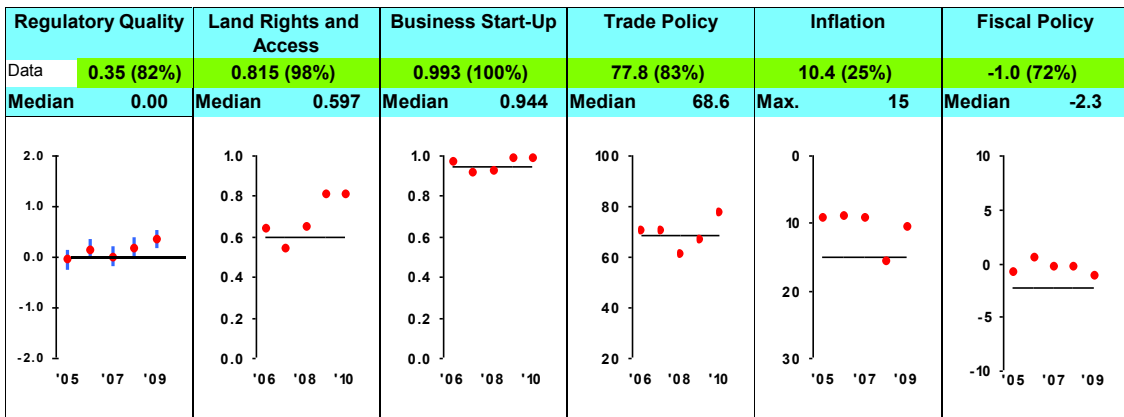 Regulatory Quality
Land Rights and
Access
Business Start-Up
Trade Policy
Inflation
Fiscal Policy
Data 0.35 (82%)
0.815 (98%)
0.993 (100%)
77.8 (83%)
10.4 (25%)
-1.0 (72%)
Median 0.00
Median 0.597
Median 0.944
Median 68.6
Max. 15
Median -2.3
2.0
1.0
0.0
-1.0
-2.0
'05 '07 '09
1.0
0.8
0.6
0.4
0.2
0.0
'06 '08 '10
1.0
0.8
0.6
0.4
0.2
0.0
'06 '08 '10
100
80
60
40
20
'06 '08 '10
0
10
20
30
'05 '07 '09
10
5
0
-5
-10
'05 '07 '09